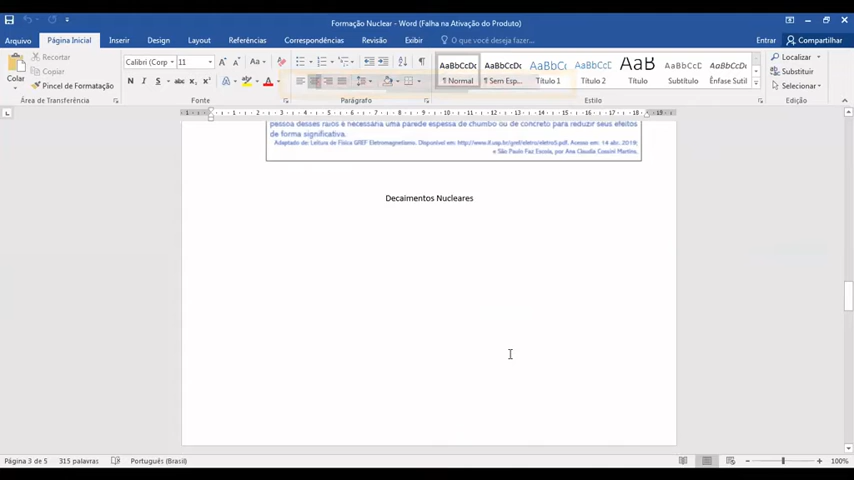 Formação Nuclear - Word (Falha na Ativação do Produto)
Arquivo Página Inicial Inserir Design Layout Referências Correspondências Revisão Exibir O que você deseja fazer... Entrar Compartilhar
Colar
Recortar
Copiar
Pincel de Formatação
Área de Transferência
Calibri (Corp 11
N I S abc
Fonte
Parágrafo
AaBbCcDc AaBbCcDc AaBbCc AaBbCcD AaB AaBbCcD AaBbCcDc
¶ Normal ¶ Sem Esp... Título 1 Título 2 Título Subtítulo Ênfase Sutil
Estilo
Localizar
Substituir
Selecionar
Edição
pessoa desses raios é necessária uma parede espessa de chumbo ou de concreto para reduzir seus efeitos
de forma significativa.
Adaptado de: Leitura de Física GREF Eletromagnetismo. Disponível em: http://www.if.usp.br/gref/eletro/eletro5.pdf. Acesso em: 14 abr. 2019;
e São Paulo Faz Escola, por Ana Claudia Cossini Martins.
Decaimentos Nucleares
Página 3 de 5 315 palavras Português (Brasil) 100%